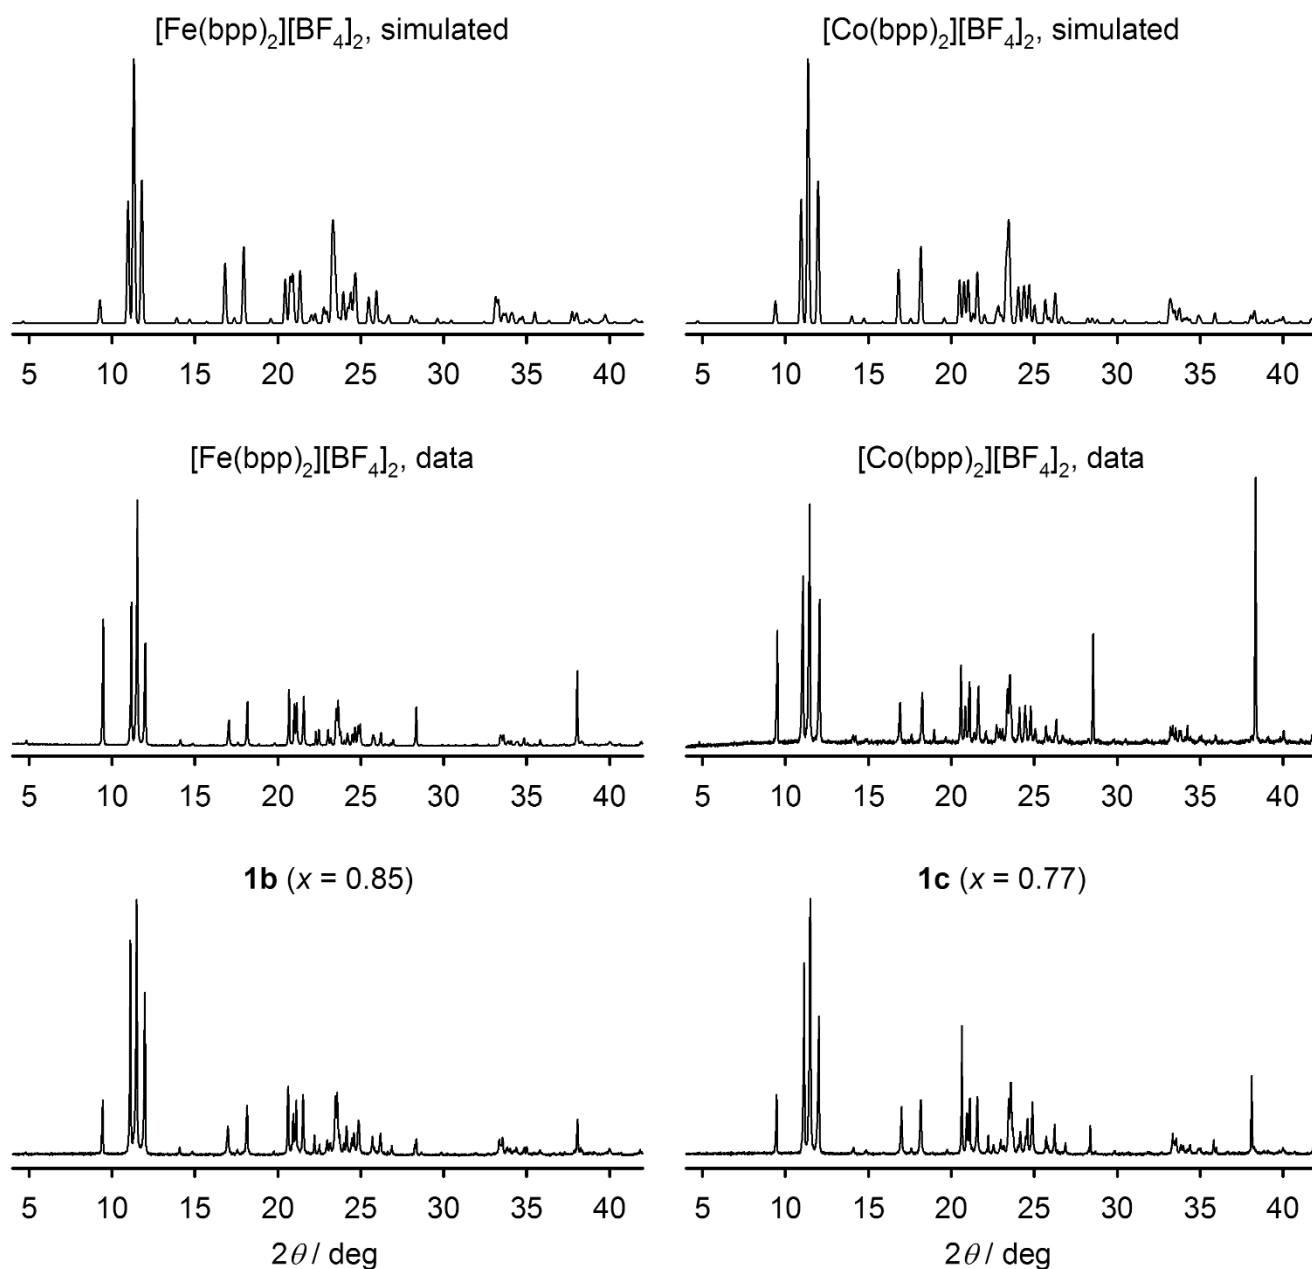 [Fe(bpp)₂][BF₄]₂, simulated
[Co(bpp)₂][BF₄]₂, simulated
5 10 15 20 25 30 35 40
5 10 15 20 25 30 35 40
[Fe(bpp)₂][BF₄]₂, data
[Co(bpp)₂][BF₄]₂, data
5 10 15 20 25 30 35 40
5 10 15 20 25 30 35 40
1b (x = 0.85)
1c (x = 0.77)
5 10 15 20 25 30 35 40
5 10 15 20 25 30 35 40
2θ / deg
2θ / deg